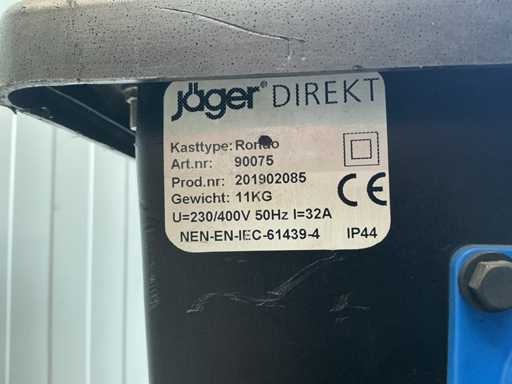 jäger® DIREKT
Kasttype: Rondo
Art.nr: 90075
Prod.nr: 201902085
Gewicht: 11KG
CE
U=230/400V 50Hz I=32A
NEN-EN-IEC-61439-4 IP44